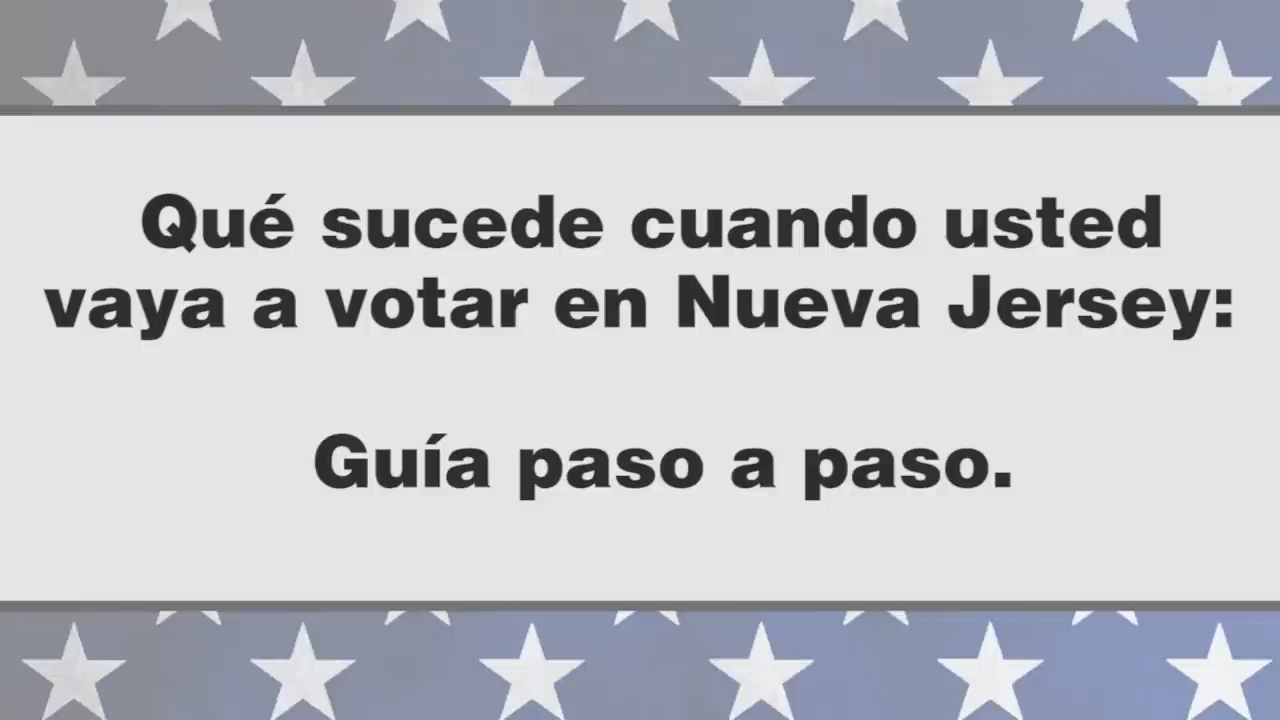 Qué sucede cuando usted
vaya a votar en Nueva Jersey:
Guía paso a paso.